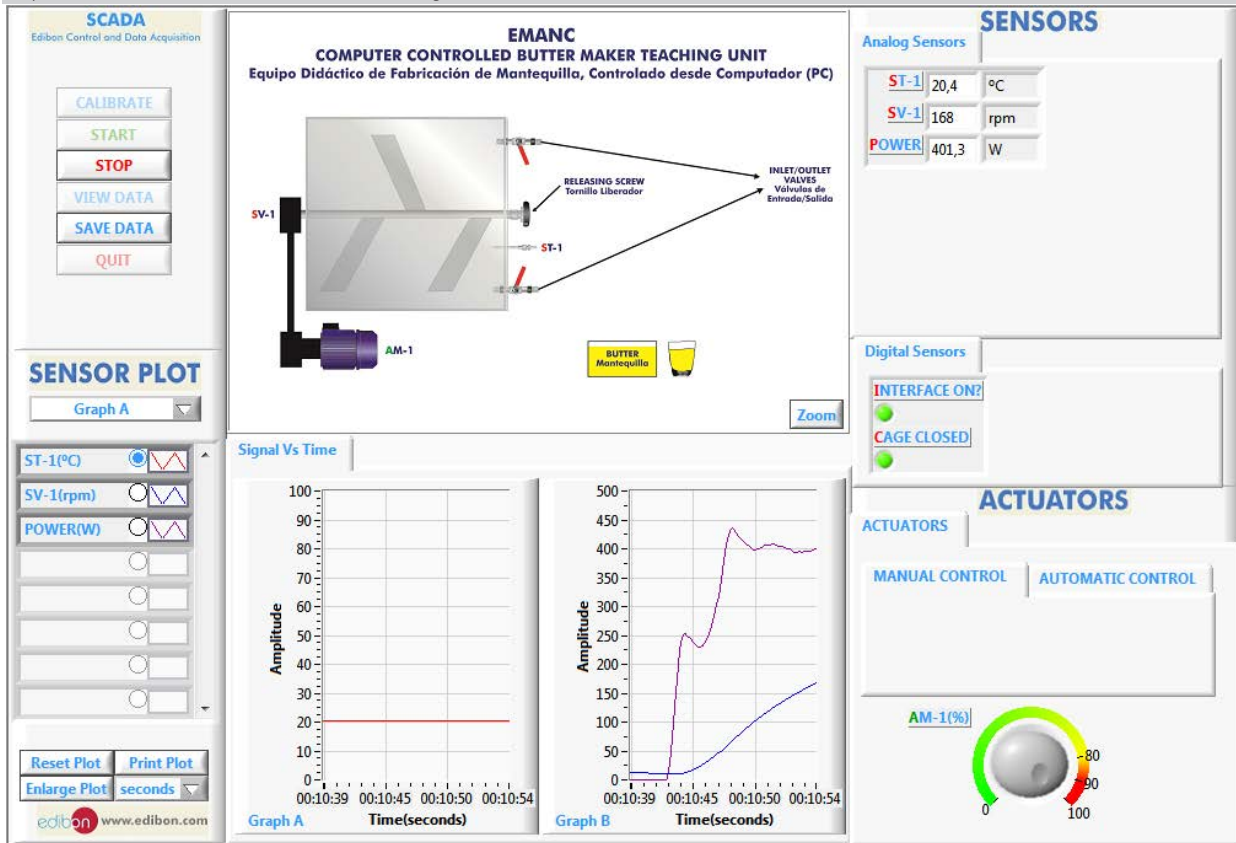 SCADA
Edibon Control and Data Acquisition
CALIBRATE
START
STOP
VIEW DATA
SAVE DATA
QUIT
SENSOR PLOT
Graph A
ST-1(ºC)
SV-1(rpm)
POWER(W)
Reset Plot
Print Plot
Enlarge Plot
seconds
edibon
www.edibon.com
EMANC
COMPUTER CONTROLLED BUTTER MAKER TEACHING UNIT
Equipo Didáctico de Fabricación de Mantequilla, Controlado desde Computador (PC)
SV-1
RELEASING SCREW
Tornillo Liberador
INLET/OUTLET
VALVES
Válvulas de
Entrada/Salida
ST-1
AM-1
BUTTER
Mantequilla
Zoom
Signal Vs Time
100
90
80
70
60
50
40
30
20
10
0
Amplitude
00:10:39 00:10:45 00:10:50 00:10:54
Time(seconds)
Graph A
500
450
400
350
300
250
200
150
100
50
0
Amplitude
00:10:39 00:10:45 00:10:50 00:10:54
Time(seconds)
Graph B
SENSORS
Analog Sensors
ST-1 20,4 ºC
SV-1 168 rpm
POWER 401,3 W
Digital Sensors
INTERFACE ON?
CAGE CLOSED
ACTUATORS
ACTUATORS
MANUAL CONTROL
AUTOMATIC CONTROL
AM-1(%)
0
80
90
100